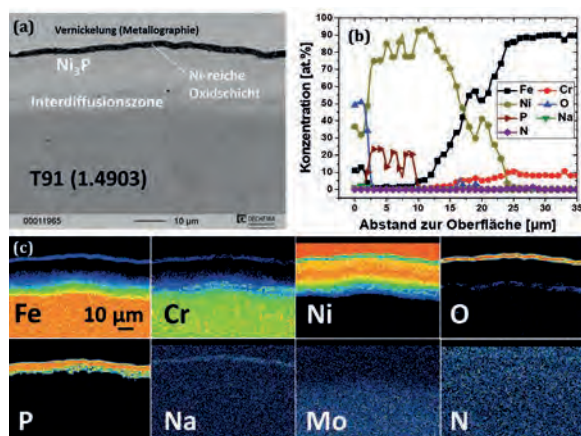 (a)
Vernickelung (Metallographie)
Ni3P
Ni-reiche
Oxidschicht
Interdiffusionszone
T91 (1.4903)
00011965
10 µm
DECHEMA
(b)
Konzentration [at.%]
100
90
80
70
60
50
40
30
20
10
0
Fe
Cr
Ni
O
P
Na
N
0
5
10
15
20
25
30
35
Abstand zur Oberfläche [µm]
(c)
Fe
10 µm
Cr
Ni
O
P
Na
Mo
N